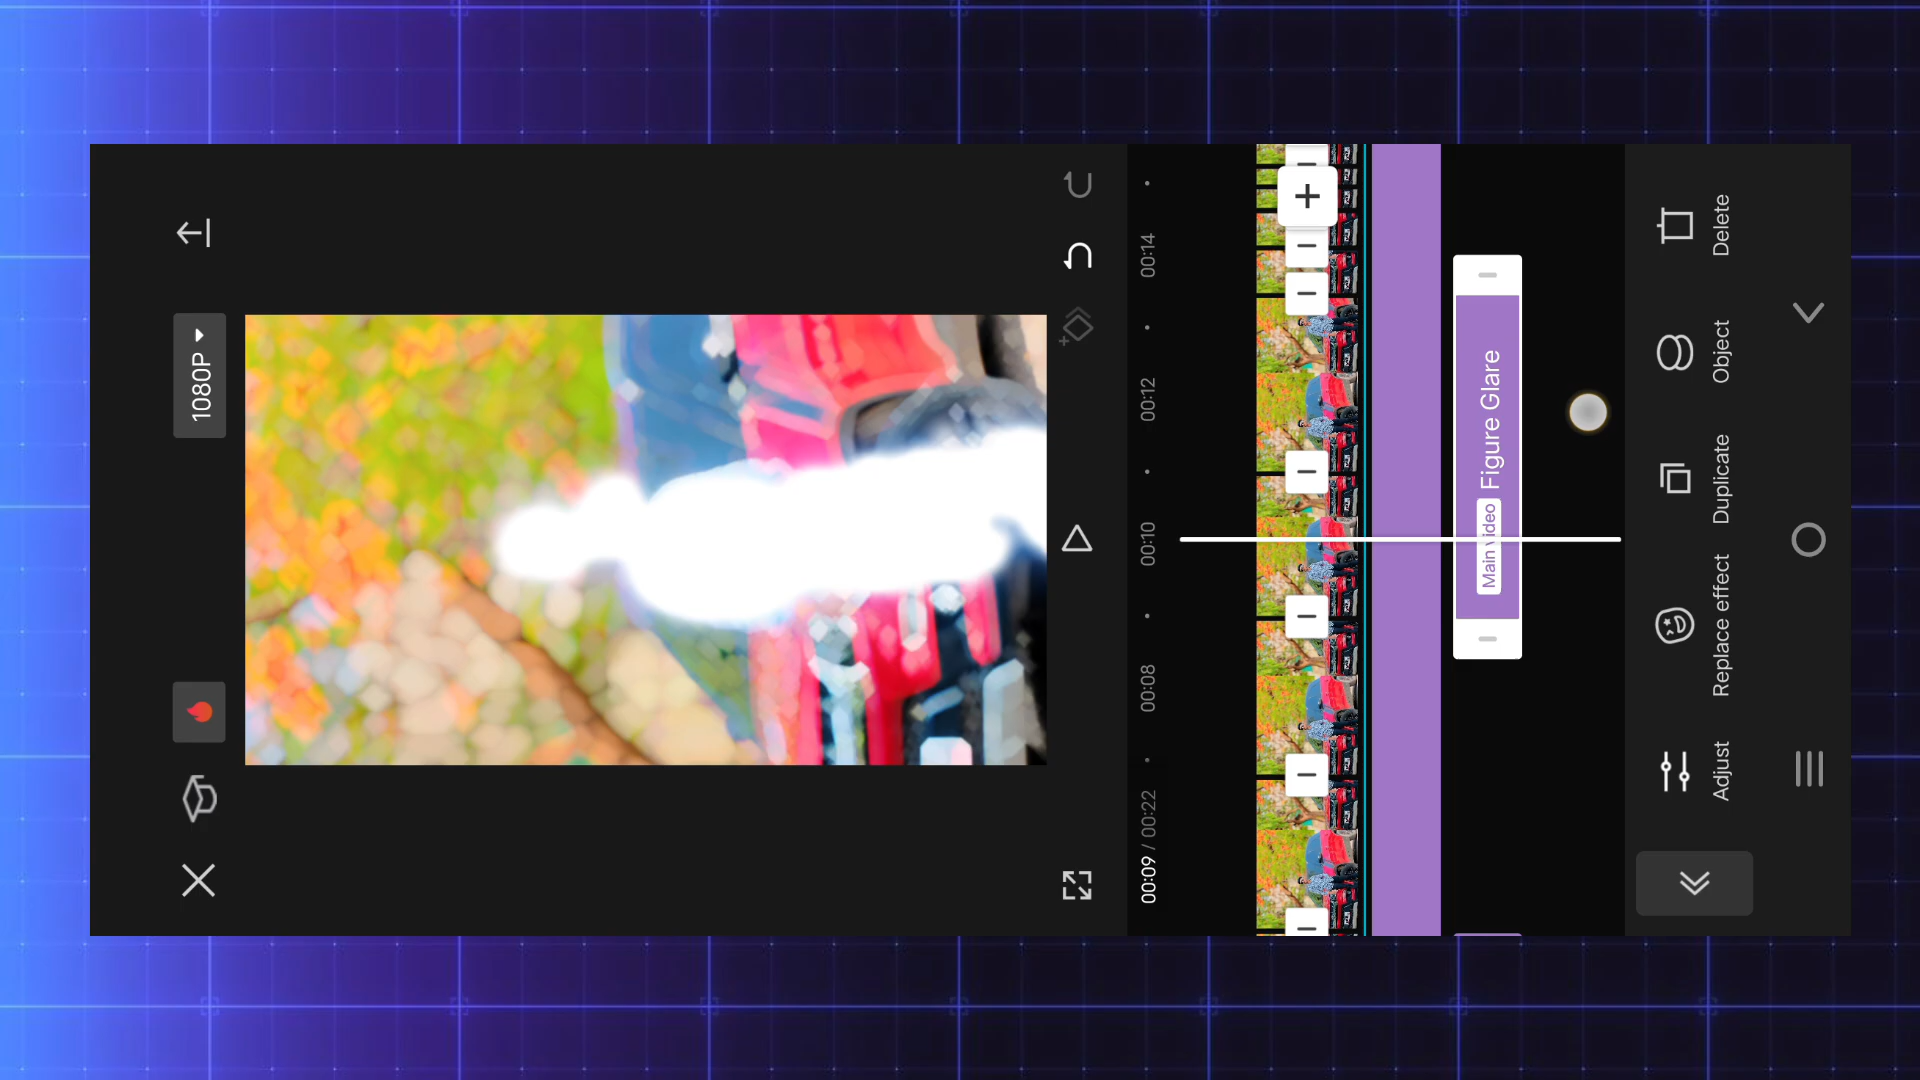 1080P
00:09 / 00:22
00:08
00:10
00:12
00:14
Main Video
Figure Glare
Adjust
Replace effect
Duplicate
Object
Delete